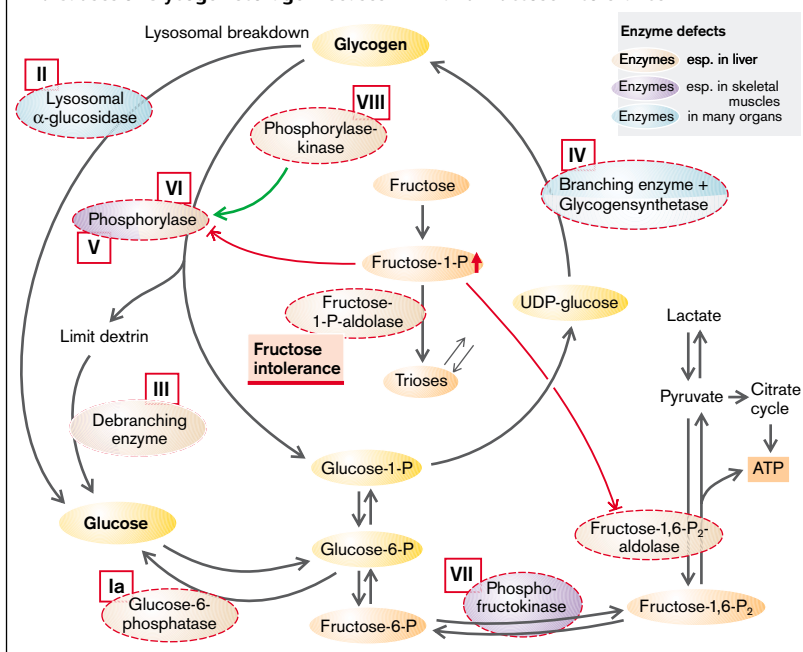 Lysosomal breakdown
Glycogen
Enzyme defects
Enzymes esp. in liver
Enzymes esp. in skeletal
muscles
Enzymes in many organs
II
Lysosomal
α-glucosidase
VIII
Phosphorylase-
kinase
IV
Branching enzyme +
Glycogensynthetase
VI
Phosphorylase
V
Fructose
Fructose-1-P
Fructose-
1-P-aldolase
UDP-glucose
Limit dextrin
Fructose
intolerance
Trioses
Lactate
Pyruvate
Citrate
cycle
ATP
III
Debranching
enzyme
Glucose-1-P
Glucose
Glucose-6-P
Fructose-1,6-P2-
aldolase
Ia
Glucose-6-
phosphatase
Fructose-6-P
VII
Phospho-
fructokinase
Fructose-1,6-P2